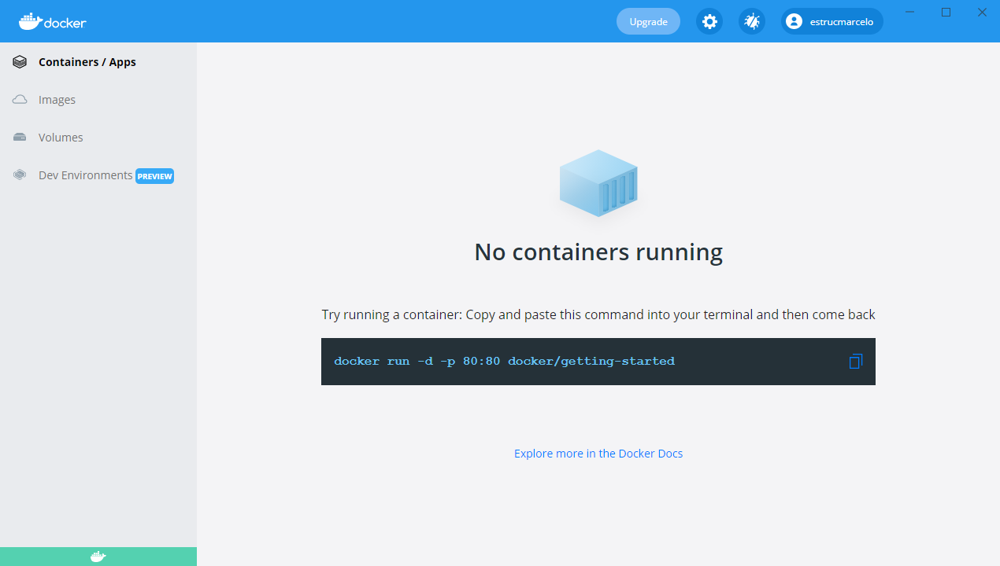 docker
Upgrade
estrucmarcelo
Containers / Apps
Images
Volumes
Dev Environments PREVIEW
No containers running
Try running a container: Copy and paste this command into your terminal and then come back
docker run -d -p 80:80 docker/getting-started
Explore more in the Docker Docs